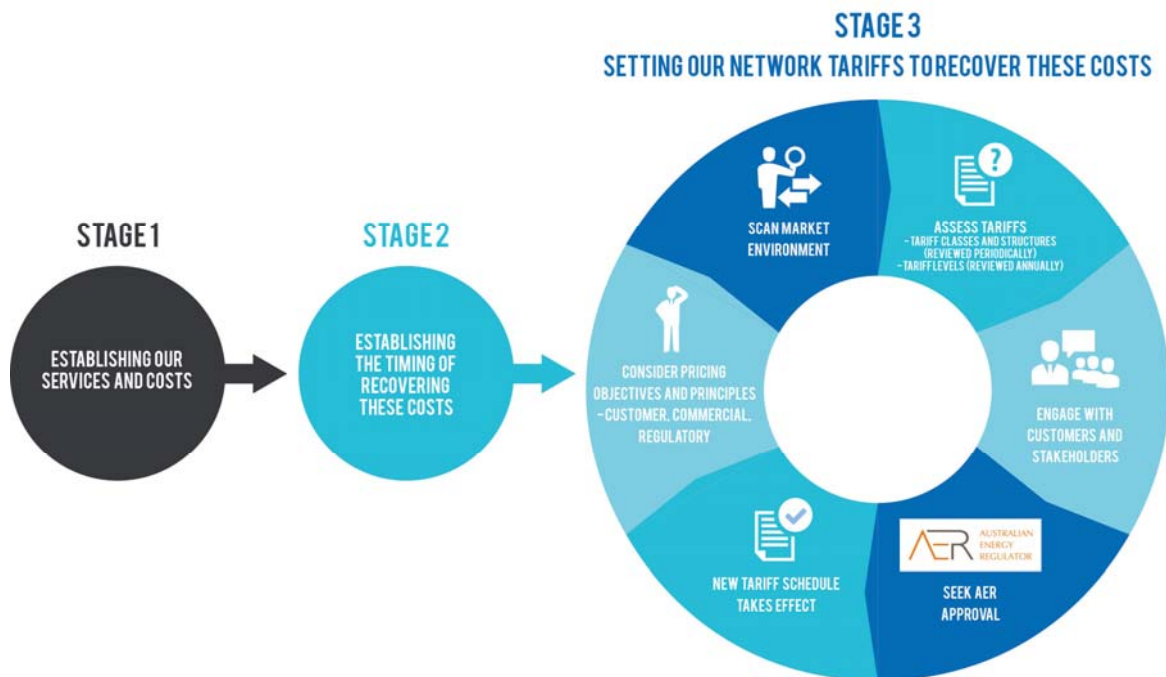 STAGE 1
ESTABLISHING OUR
SERVICES AND COSTS
STAGE 2
ESTABLISHING
THE TIMING OF
RECOVERING
THESE COSTS
STAGE 3
SETTING OUR NETWORK TARIFFS TO RECOVER THESE COSTS
SCAN MARKET
ENVIRONMENT
?
ASSESS TARIFFS
- TARIFF CLASSES AND STRUCTURES
(REVIEWED PERIODICALLY)
- TARIFF LEVELS (REVIEWED ANNUALLY)
ENGAGE WITH
CUSTOMERS AND
STAKEHOLDERS
AER
AUSTRALIAN
ENERGY
REGULATOR
SEEK AER
APPROVAL
NEW TARIFF SCHEDULE
TAKES EFFECT
CONSIDER PRICING
OBJECTIVES AND PRINCIPLES
- CUSTOMER, COMMERCIAL,
REGULATORY